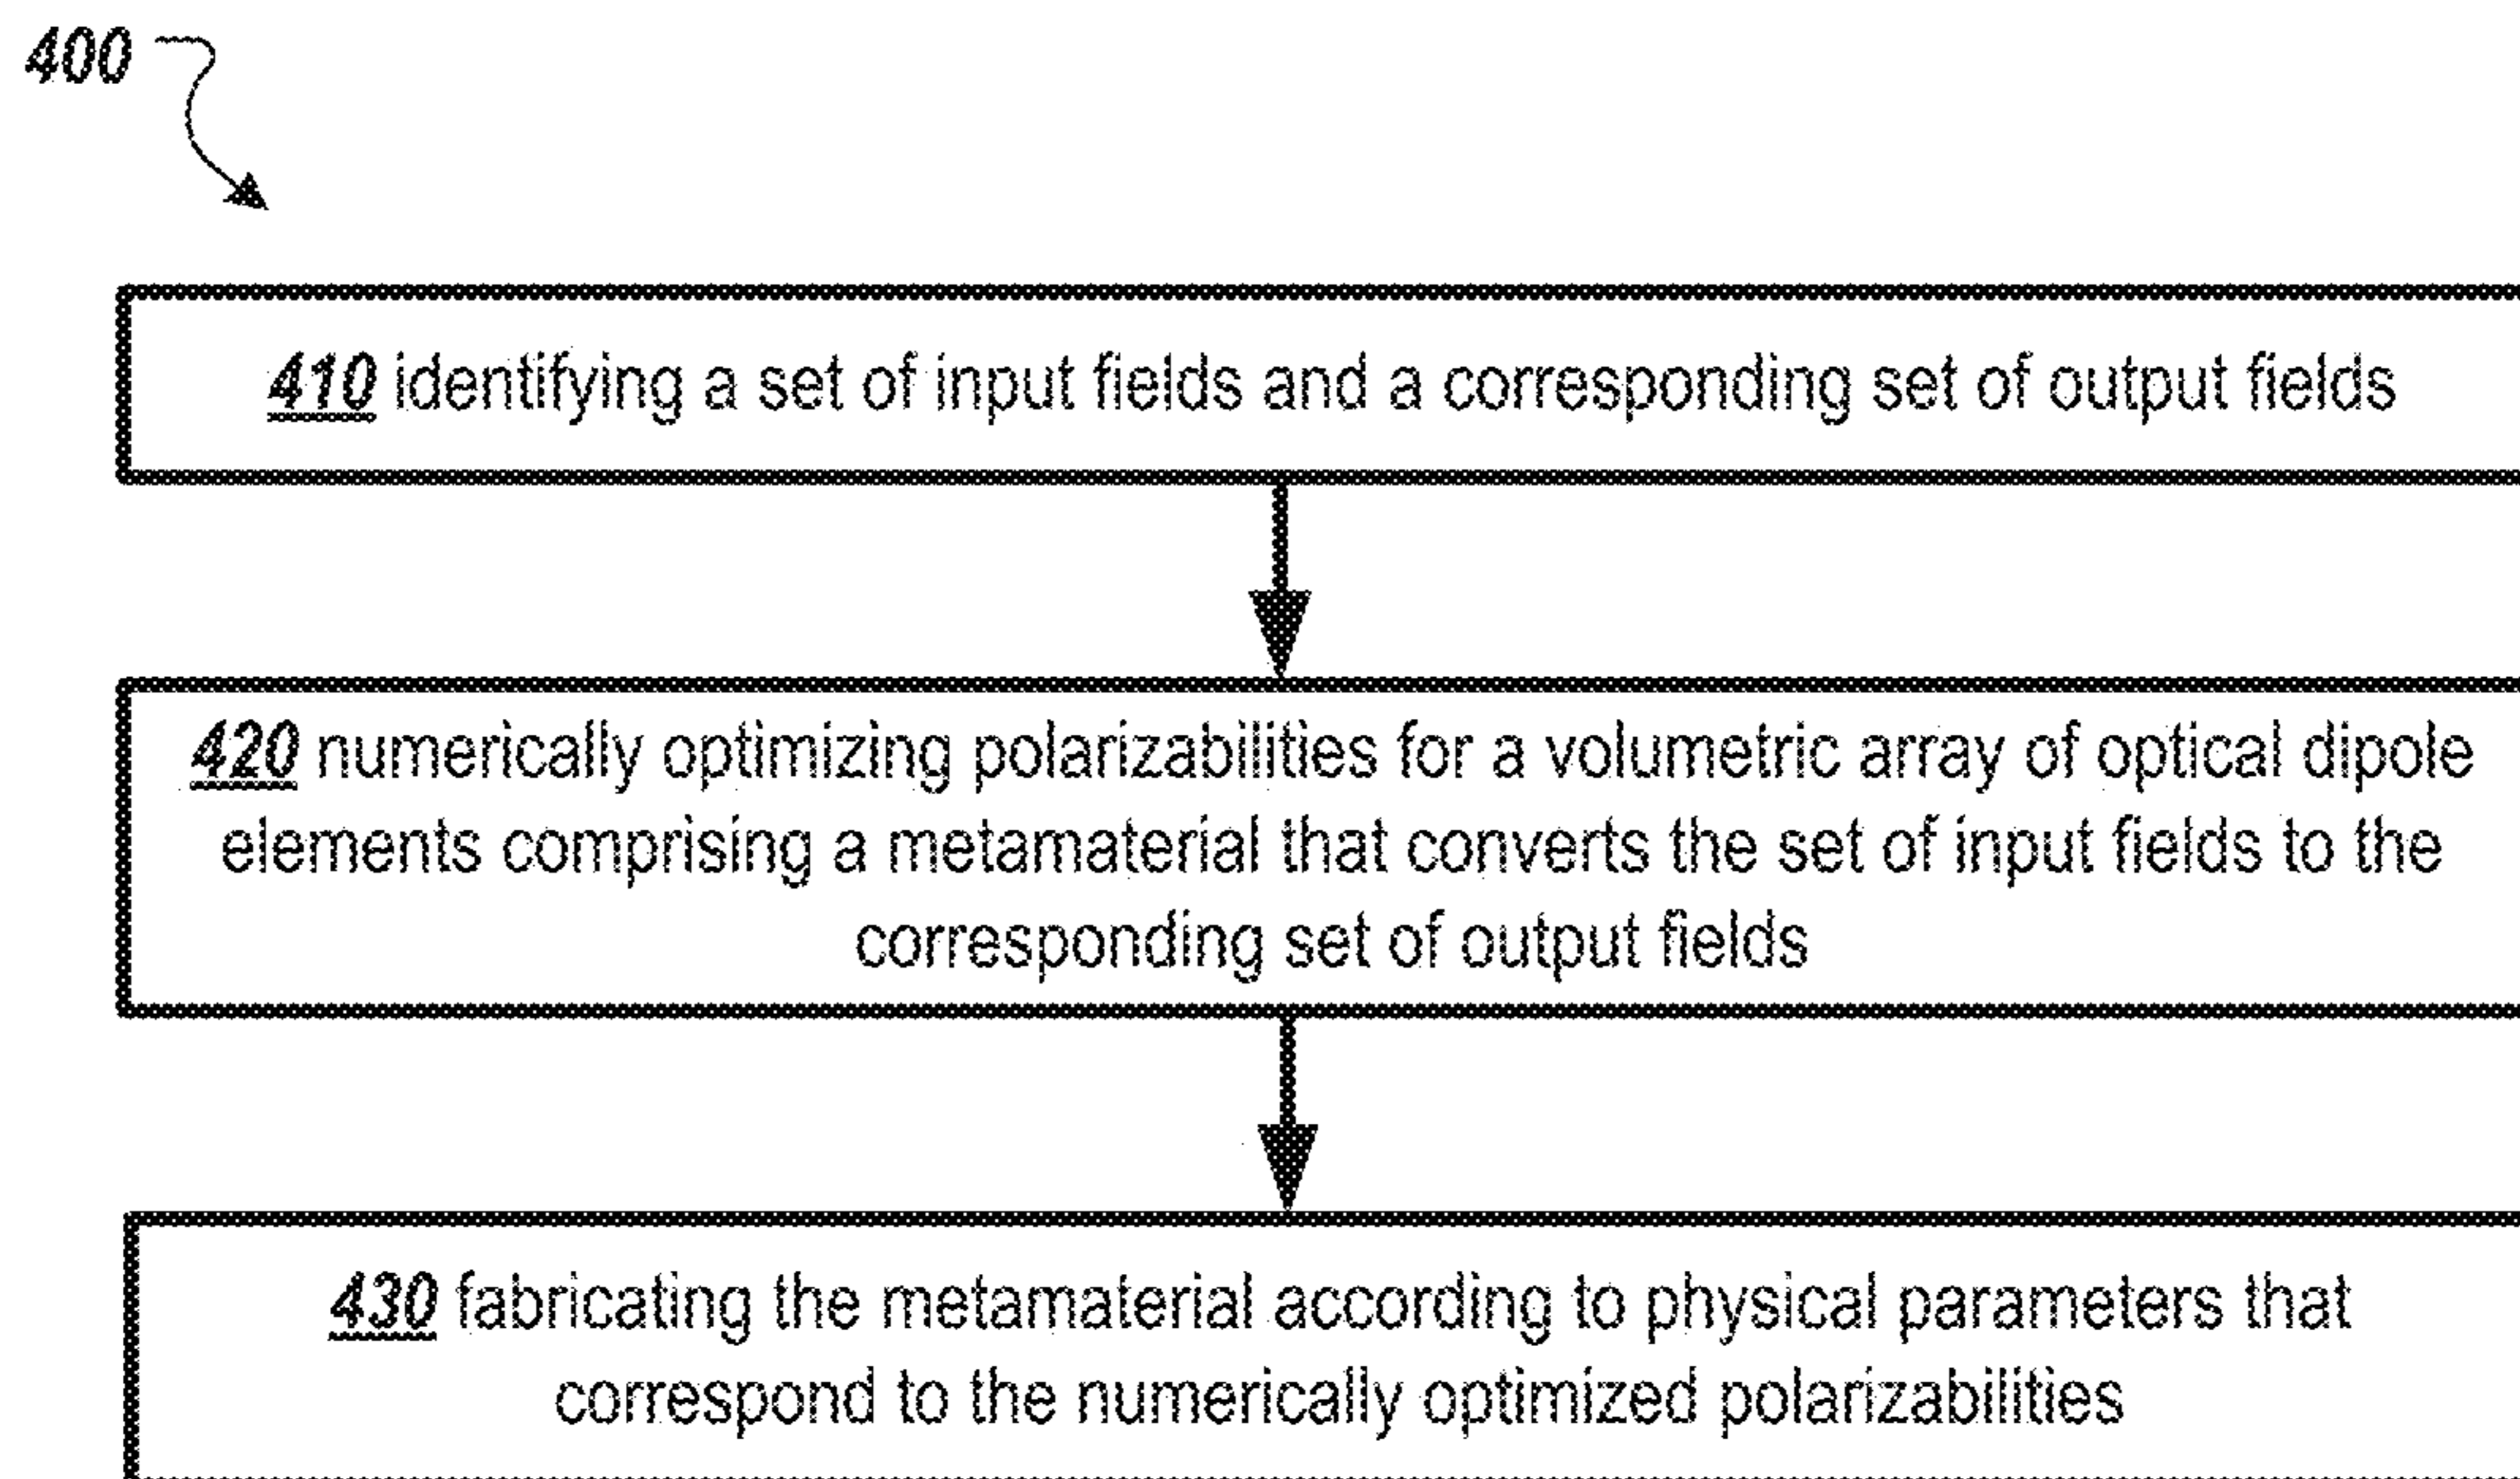 400
410 identifying a set of input fields and a corresponding set of output fields
420 numerically optimizing polarizabilities for a volumetric array of optical dipole
elements comprising a metamaterial that converts the set of input fields to the
corresponding set of output fields
430 fabricating the metamaterial according to physical parameters that
correspond to the numerically optimized polarizabilities